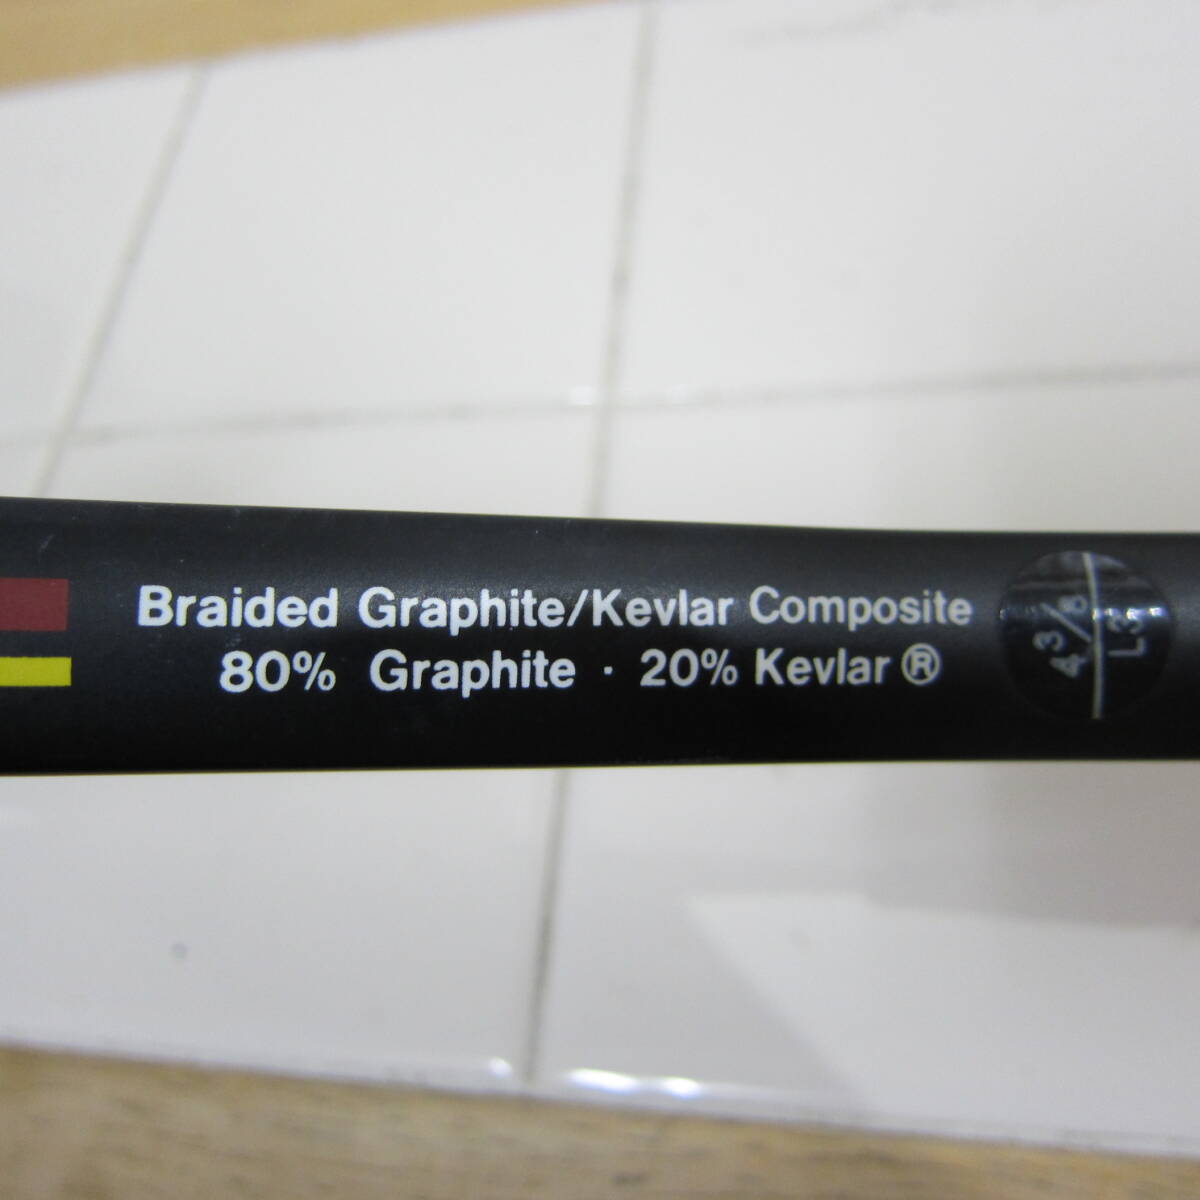 Braided Graphite/Kevlar Composite
80% Graphite · 20% Kevlar ®
4 3/8
L3